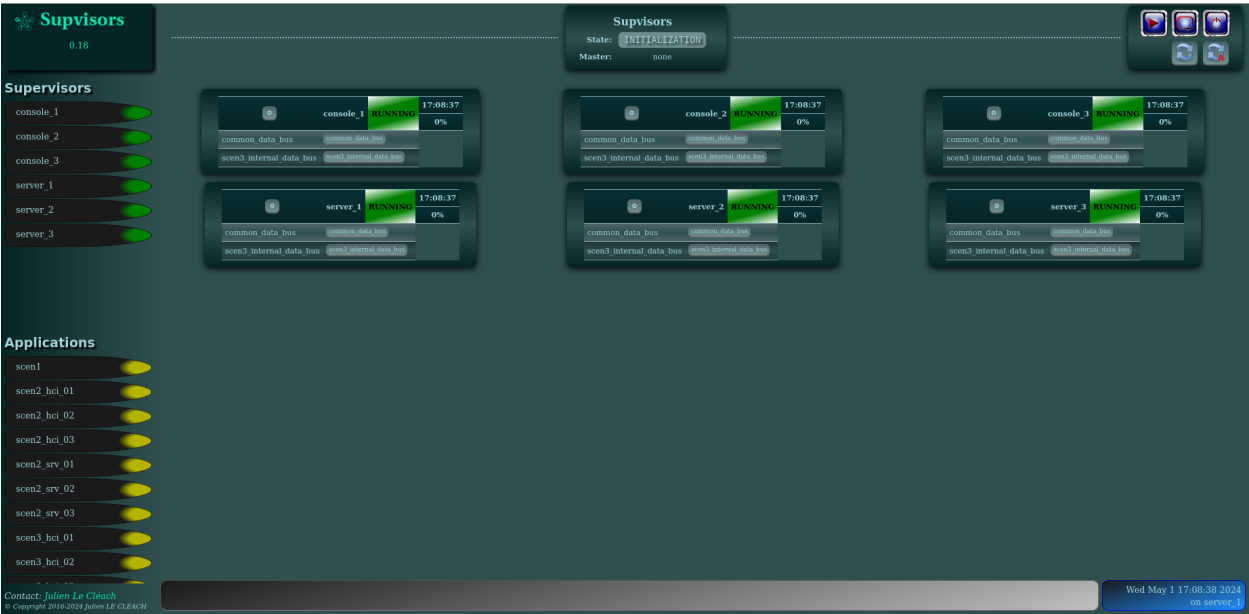 Supvisors
0.18
Supvisors
State: INITIALIZATION
Master: none
Supervisors
console_1
console_2
console_3
server_1
server_2
server_3
Applications
scen1
scen2_hci_01
scen2_hci_02
scen2_hci_03
scen2_srv_01
scen2_srv_02
scen2_srv_03
scen3_hci_01
scen3_hci_02
Contact: Julien Le Cléach
© Copyright 2016-2024 Julien LE CLEACH
console_1 RUNNING 17:08:37
0%
common_data_bus common_data_bus
scen3_internal_data_bus scen3_internal_data_bus
console_2 RUNNING 17:08:37
0%
common_data_bus common_data_bus
scen3_internal_data_bus scen3_internal_data_bus
console_3 RUNNING 17:08:37
0%
common_data_bus common_data_bus
scen3_internal_data_bus scen3_internal_data_bus
server_1 RUNNING 17:08:37
0%
common_data_bus common_data_bus
scen3_internal_data_bus scen3_internal_data_bus
server_2 RUNNING 17:08:37
0%
common_data_bus common_data_bus
scen3_internal_data_bus scen3_internal_data_bus
server_3 RUNNING 17:08:37
0%
common_data_bus common_data_bus
scen3_internal_data_bus scen3_internal_data_bus
Wed May 1 17:08:38 2024
on server_1